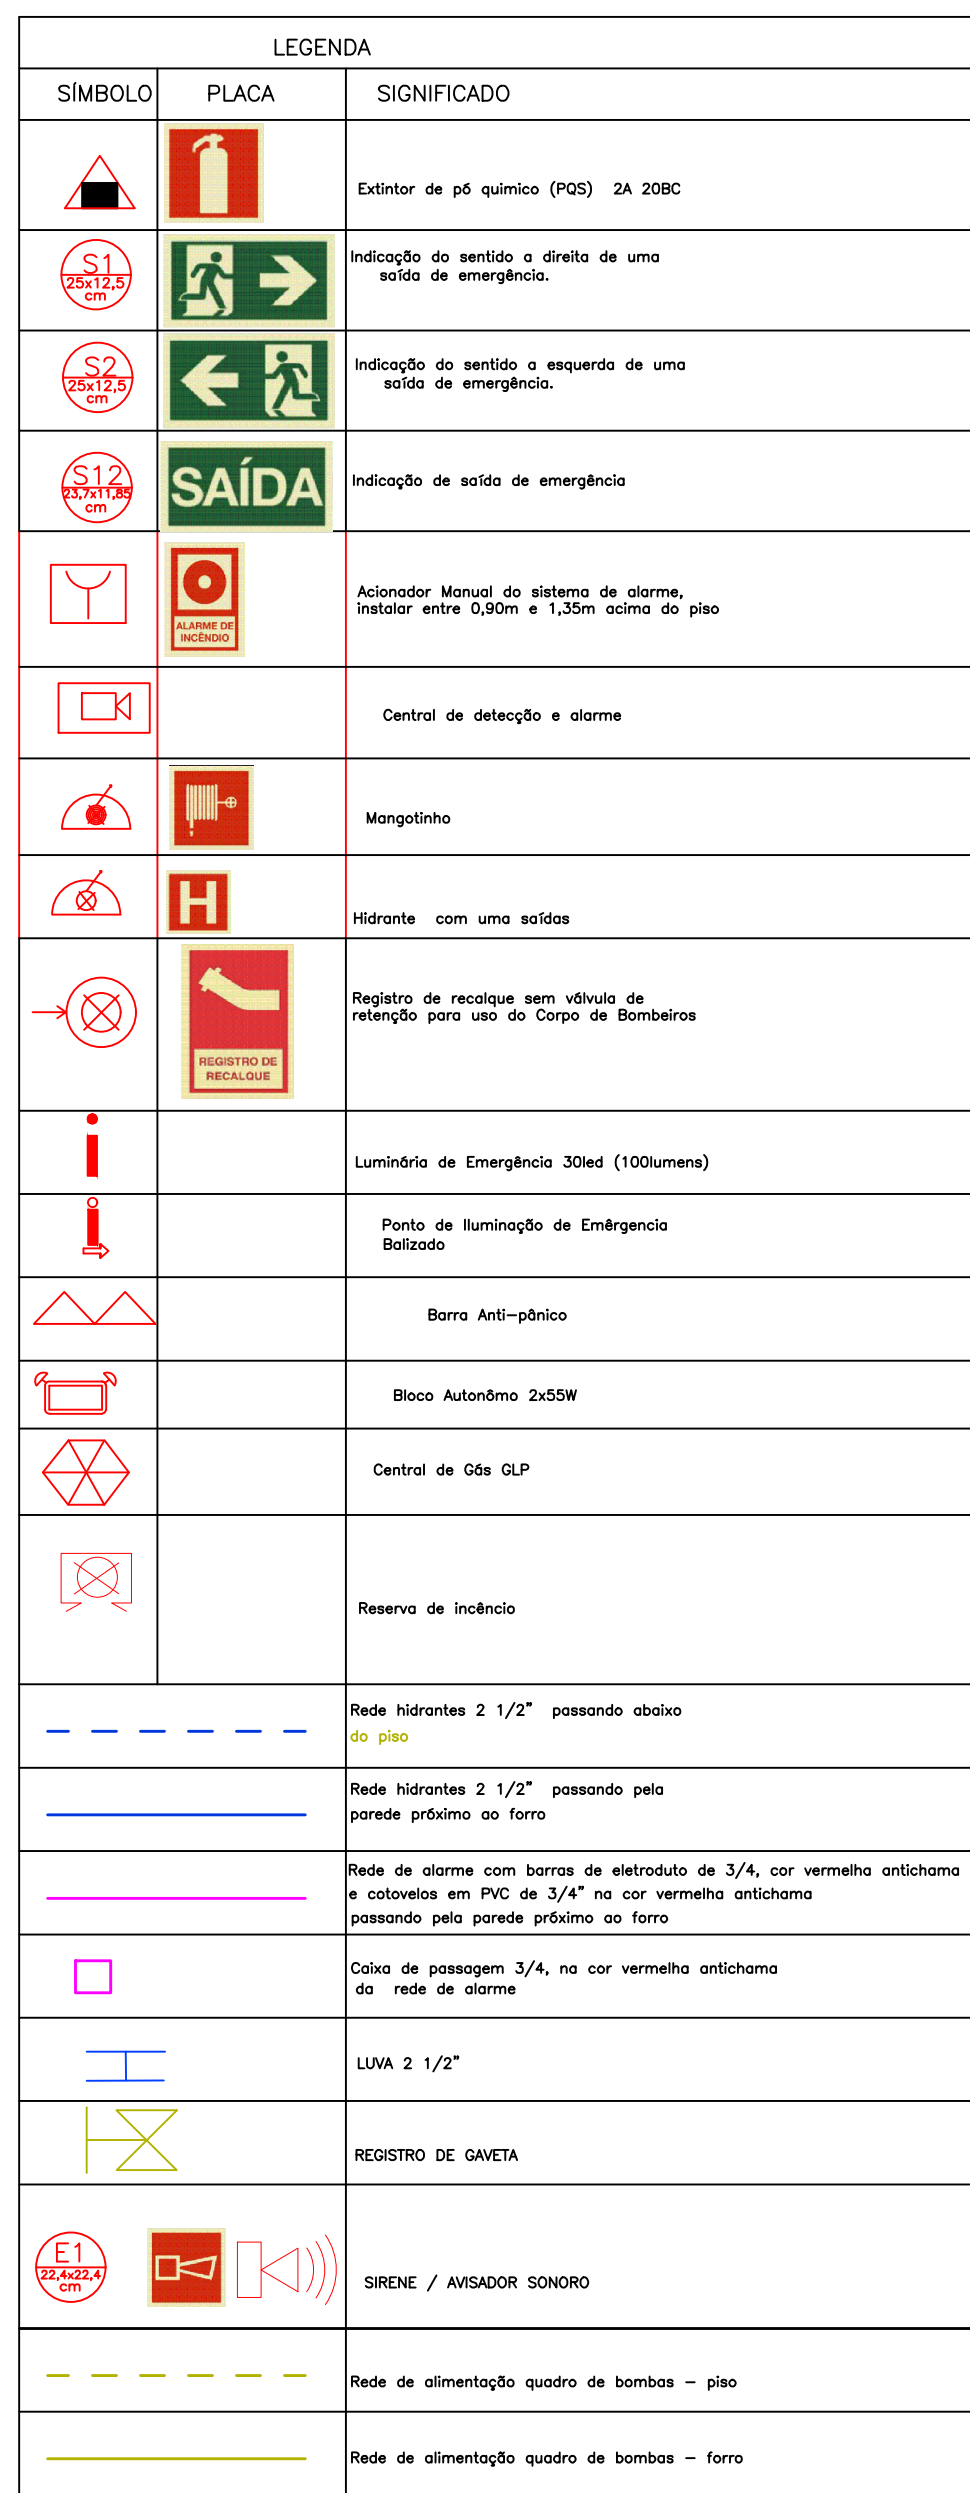 LEGENDA
SÍMBOLO PLACA SIGNIFICADO
Extintor de pó quimico (PQS) 2A 20BC
S1
25x12,5
cm
Indicação do sentido a direita de uma
saída de emergência.
S2
25x12,5
cm
Indicação do sentido a esquerda de uma
saída de emergência.
S12
23,7x11,85
cm
SAÍDA
Indicação de saída de emergência
ALARME DE
INCÊNDIO
Acionador Manual do sistema de alarme,
instalar entre 0,90m e 1,35m acima do piso
Central de detecção e alarme
Mangotinho
H
Hidrante com uma saídas
REGISTRO DE
RECALQUE
Registro de recalque sem válvula de
retenção para uso do Corpo de Bombeiros
Luminária de Emergência 30led (100lumens)
Ponto de Iluminação de Emêrgencia
Balizado
Barra Anti-pânico
Bloco Autonômo 2x55W
Central de Gás GLP
Reserva de incêncio
Rede hidrantes 2 1/2" passando abaixo
do piso
Rede hidrantes 2 1/2" passando pela
parede próximo ao forro
Rede de alarme com barras de eletroduto de 3/4, cor vermelha antichama
e cotovelos em PVC de 3/4" na cor vermelha antichama
passando pela parede próximo ao forro
Caixa de passagem 3/4, na cor vermelha antichama
da rede de alarme
LUVA 2 1/2"
REGISTRO DE GAVETA
E1
22,4x22,4
cm
SIRENE / AVISADOR SONORO
Rede de alimentação quadro de bombas - piso
Rede de alimentação quadro de bombas - forro